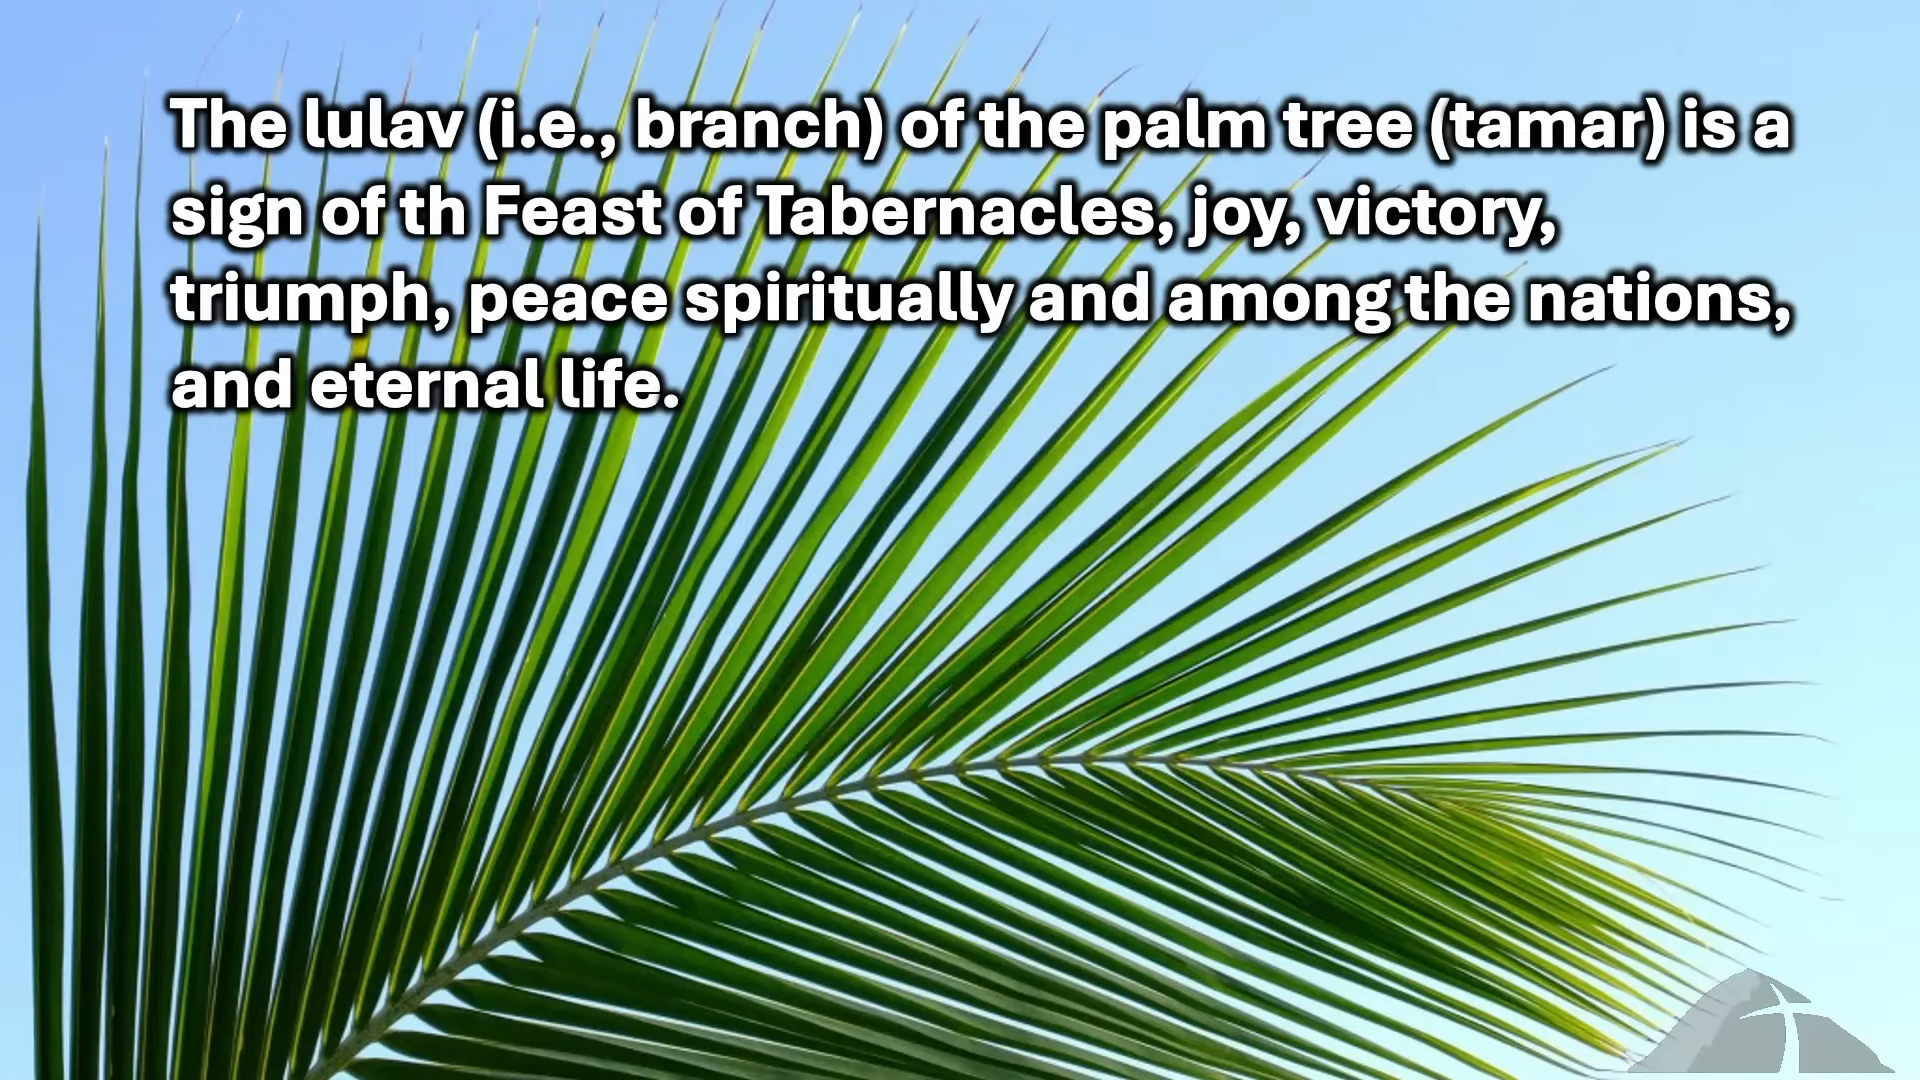 The lulav (i.e., branch) of the palm tree (tamar) is a
sign of th Feast of Tabernacles, joy, victory,
triumph, peace spiritually and among the nations,
and eternal life.